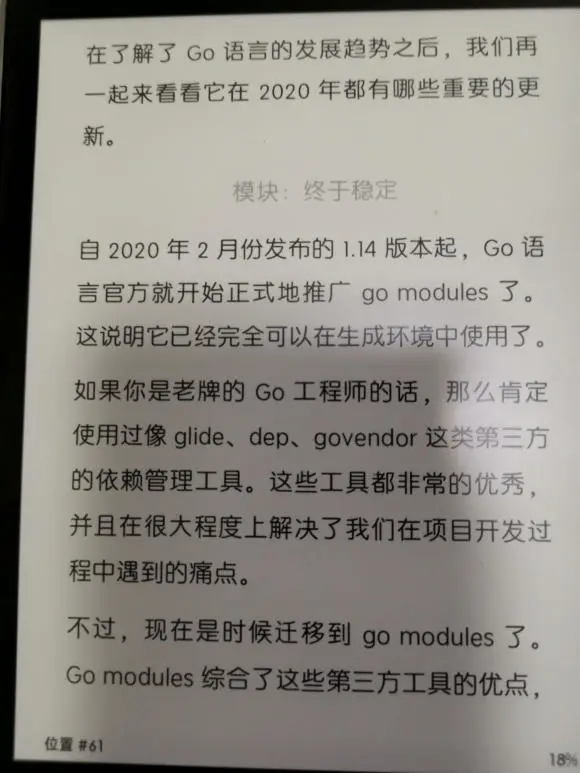 在了解了 Go 语言的发展趋势之后，我们再
一起来看看它在 2020 年都有哪些重要的更
新。
模块：终于稳定
自 2020 年 2 月份发布的 1.14 版本起，Go 语
言官方就开始正式地推广 go modules 了。
这说明它已经完全可以在生成环境中使用了。
如果你是老牌的 Go 工程师的话，那么肯定
使用过像 glide、dep、govendor 这类第三方
的依赖管理工具。这些工具都非常的优秀，
并且在很大程度上解决了我们在项目开发过
程中遇到的痛点。
不过，现在是时候迁移到 go modules 了。
Go modules 综合了这些第三方工具的优点，
位置 #61
18%